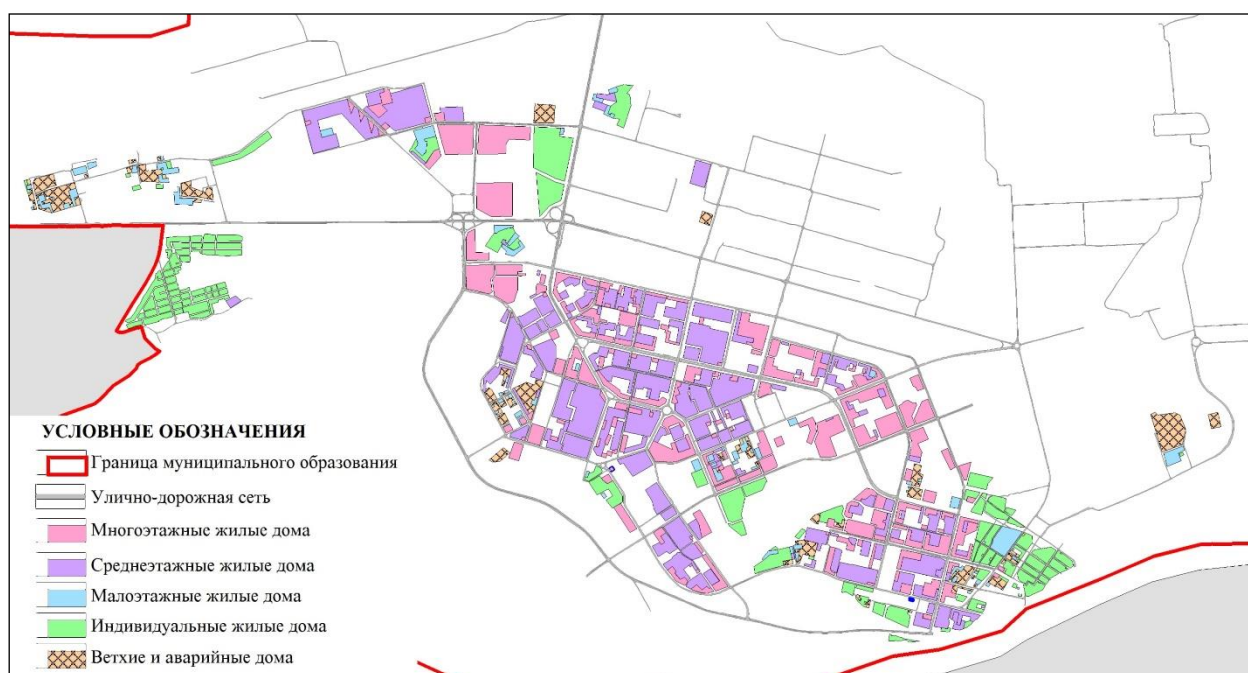 УСЛОВНЫЕ ОБОЗНАЧЕНИЯ
Граница муниципального образования
Улично-дорожная сеть
Многоэтажные жилые дома
Среднеэтажные жилые дома
Малоэтажные жилые дома
Индивидуальные жилые дома
Ветхие и аварийные дома